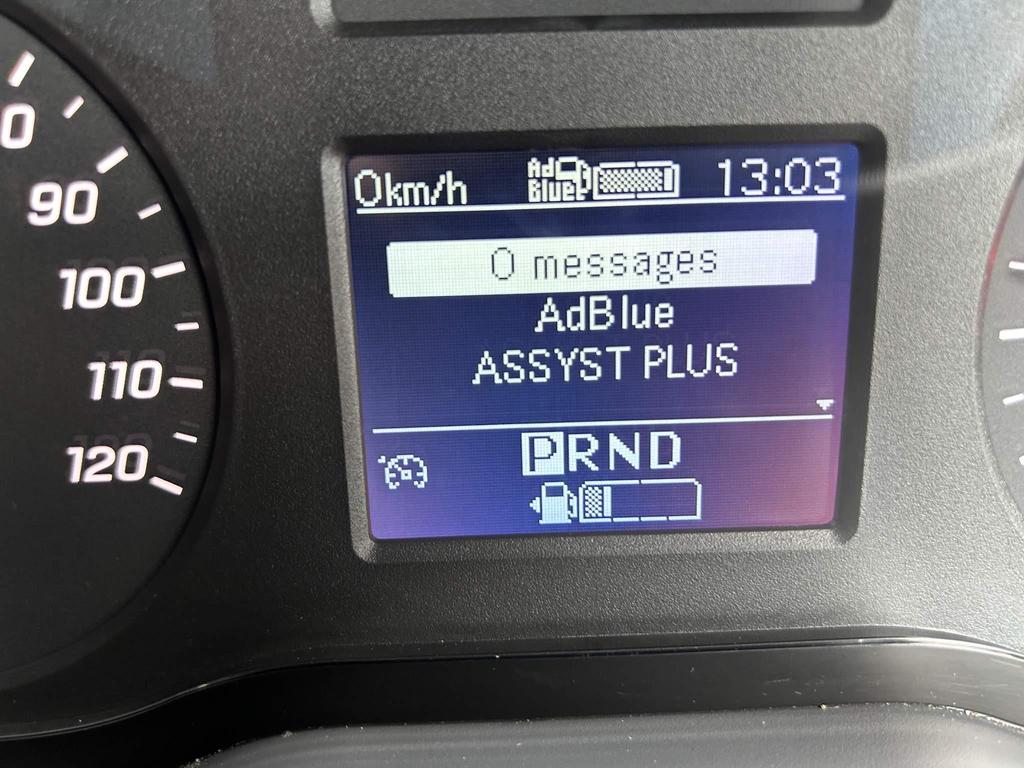 0
90
100
110
120
0km/h Ad Blue 13:03
0 messages
AdBlue
ASSYST PLUS
PRND